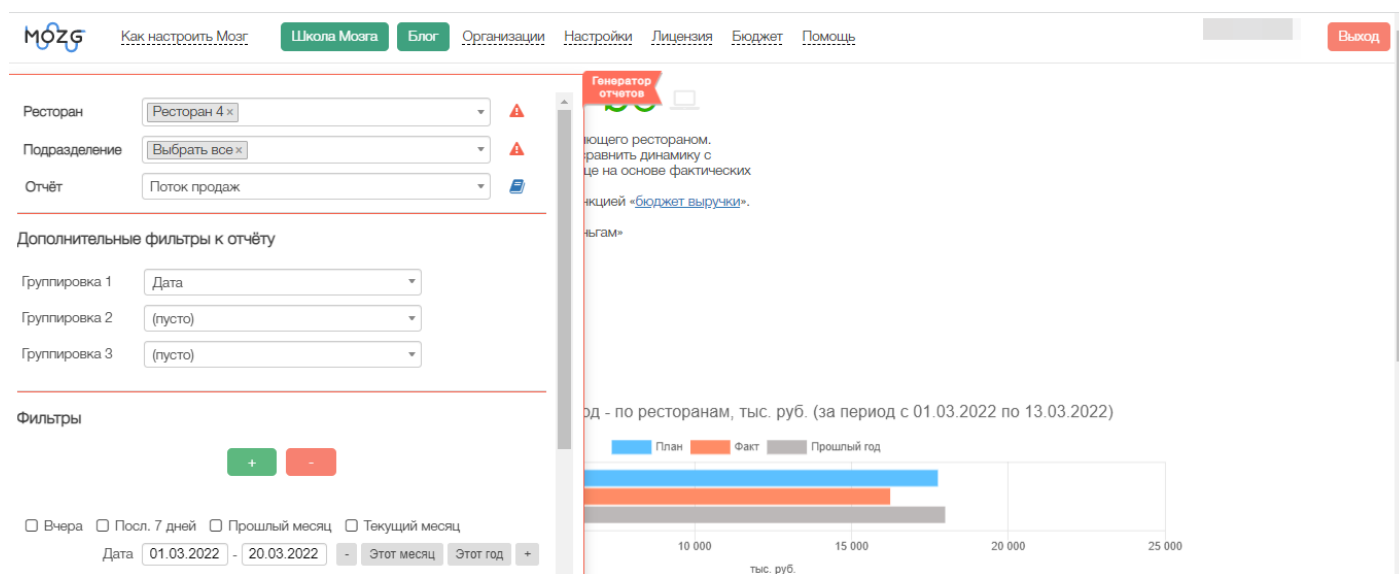 MOZG Как настроить Мозг Школа Мозга Блог Организации Настройки Лицензия Бюджет Помощь Выход
Генератор
отчетов
Ресторан Ресторан 4 ×
Подразделение Выбрать все ×
Отчёт Поток продаж
Дополнительные фильтры к отчёту
Группировка 1 Дата
Группировка 2 (пусто)
Группировка 3 (пусто)
Фильтры
+ -
Вчера Посл. 7 дней Прошлый месяц Текущий месяц
Дата 01.03.2022 - 20.03.2022 - Этот месяц Этот год +
ющего рестораном.
сравнить динамику с
це на основе фактических
нкцией «бюджет выручки».
ньгам»
од - по ресторанам, тыс. руб. (за период с 01.03.2022 по 13.03.2022)
План Факт Прошлый год
10 000 15 000 20 000 25 000
тыс. руб.